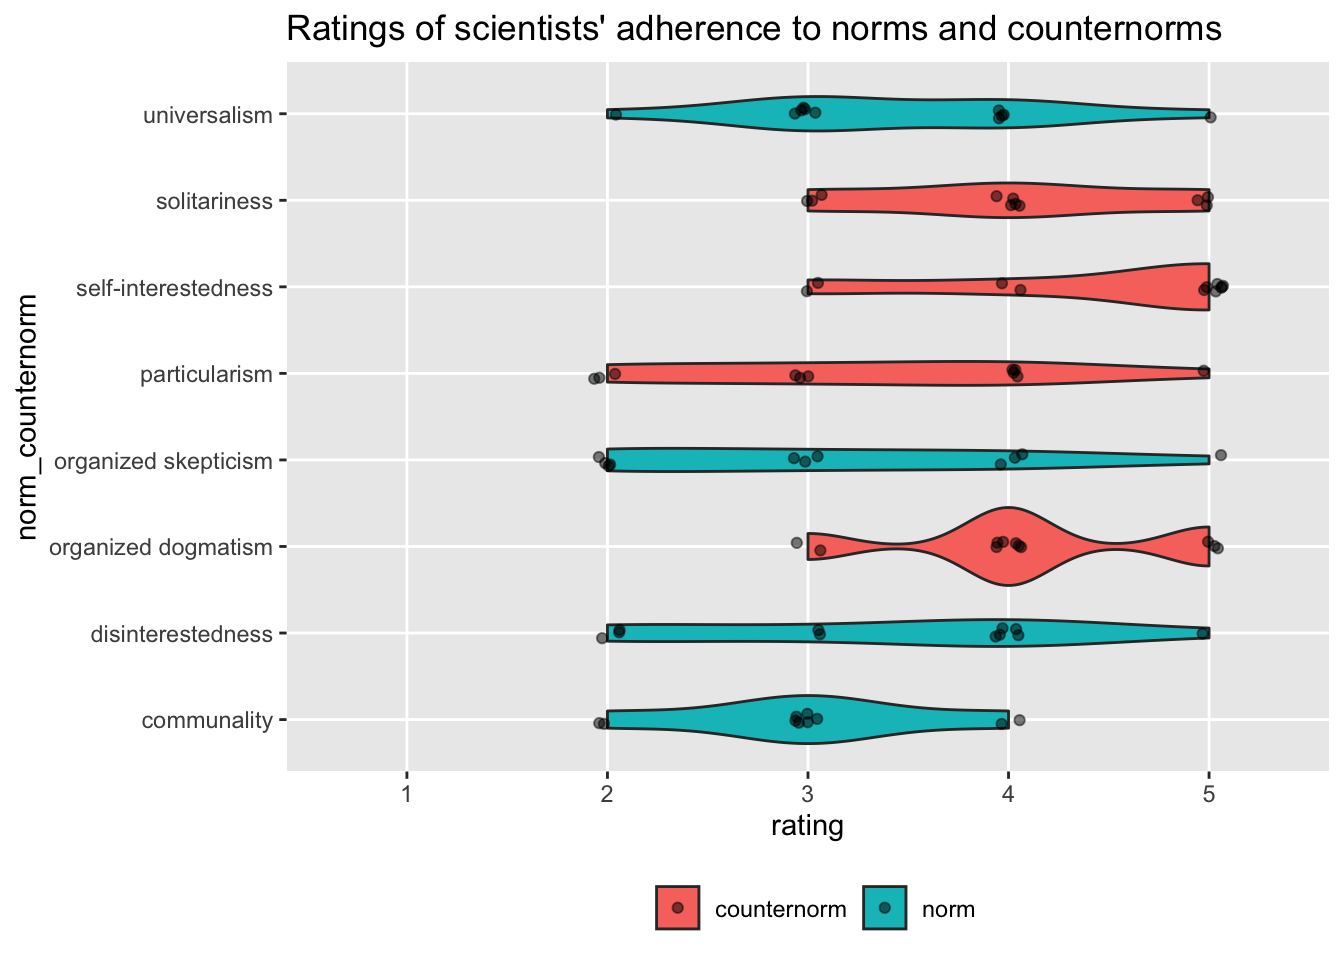 Ratings of scientists' adherence to norms and counternorms
norm_counternorm
universalism
solitariness
self-interestedness
particularism
organized skepticism
organized dogmatism
disinterestedness
communality
1 2 3 4 5
rating
counternorm norm